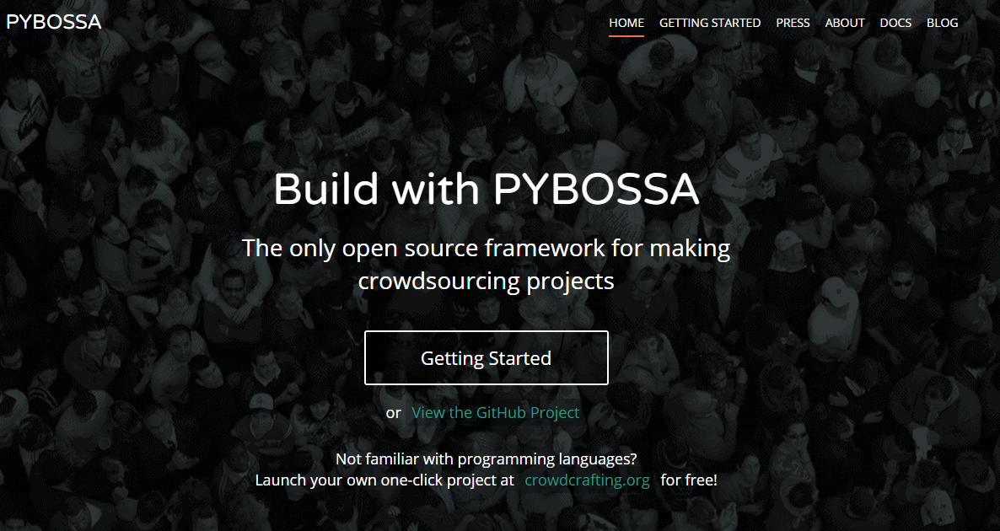 PYBOSSA
HOME GETTING STARTED PRESS ABOUT DOCS BLOG
Build with PYBOSSA
The only open source framework for making
crowdsourcing projects
Getting Started
or View the GitHub Project
Not familiar with programming languages?
Launch your own one-click project at crowdcrafting.org for free!